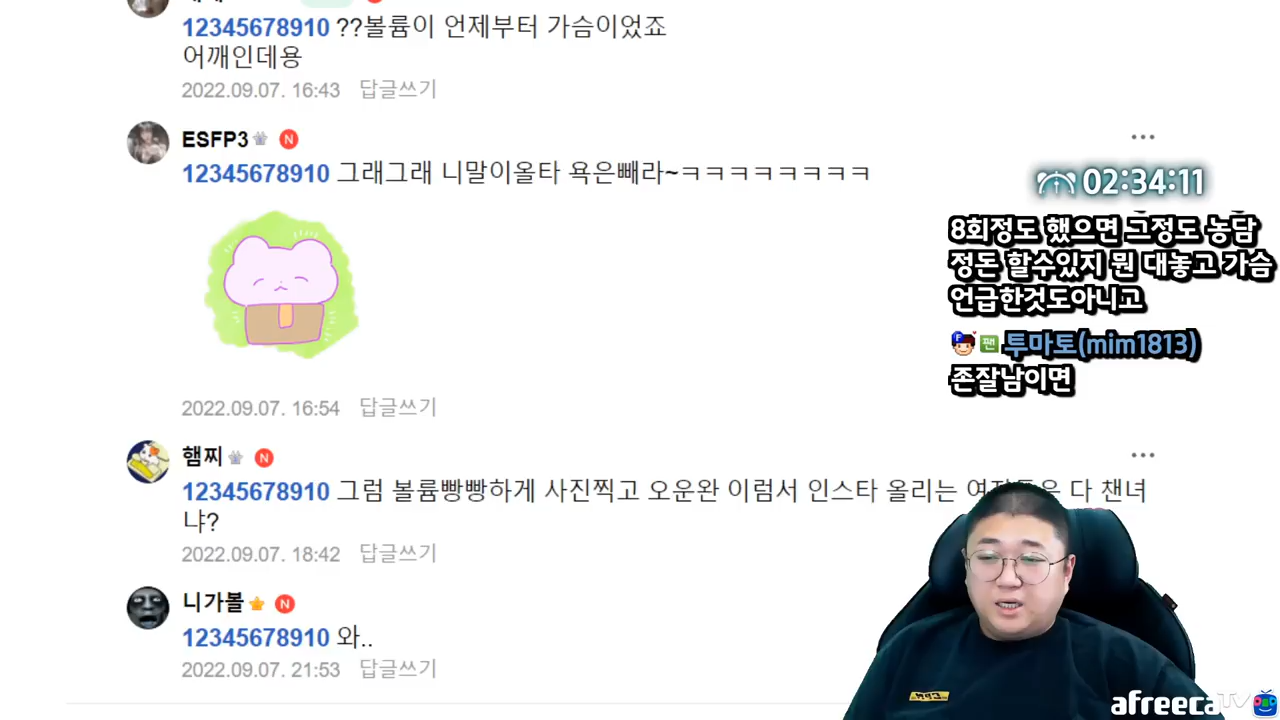 12345678910 ??볼륨이 언제부터 가슴이었죠
어깨인데용
2022.09.07. 16:43 답글쓰기
ESFP3 N
12345678910 그래그래 니말이올타 욕은빼라~ㅋㅋㅋㅋㅋㅋㅋㅋ
02:34:11
8회정도 했으면 그정도 농담
정돈 할수있지 뭔 대놓고 가슴
언급한것도아니고
팬 투마토(mim1813)
존잘남이면
2022.09.07. 16:54 답글쓰기
햄찌 N
12345678910 그럼 볼륨빵빵하게 사진찍고 오운완 이럼서 인스타 올리는 다 챈녀
냐?
2022.09.07. 18:42 답글쓰기
니가볼 N
12345678910 와..
2022.09.07. 21:53 답글쓰기
afreecaTV